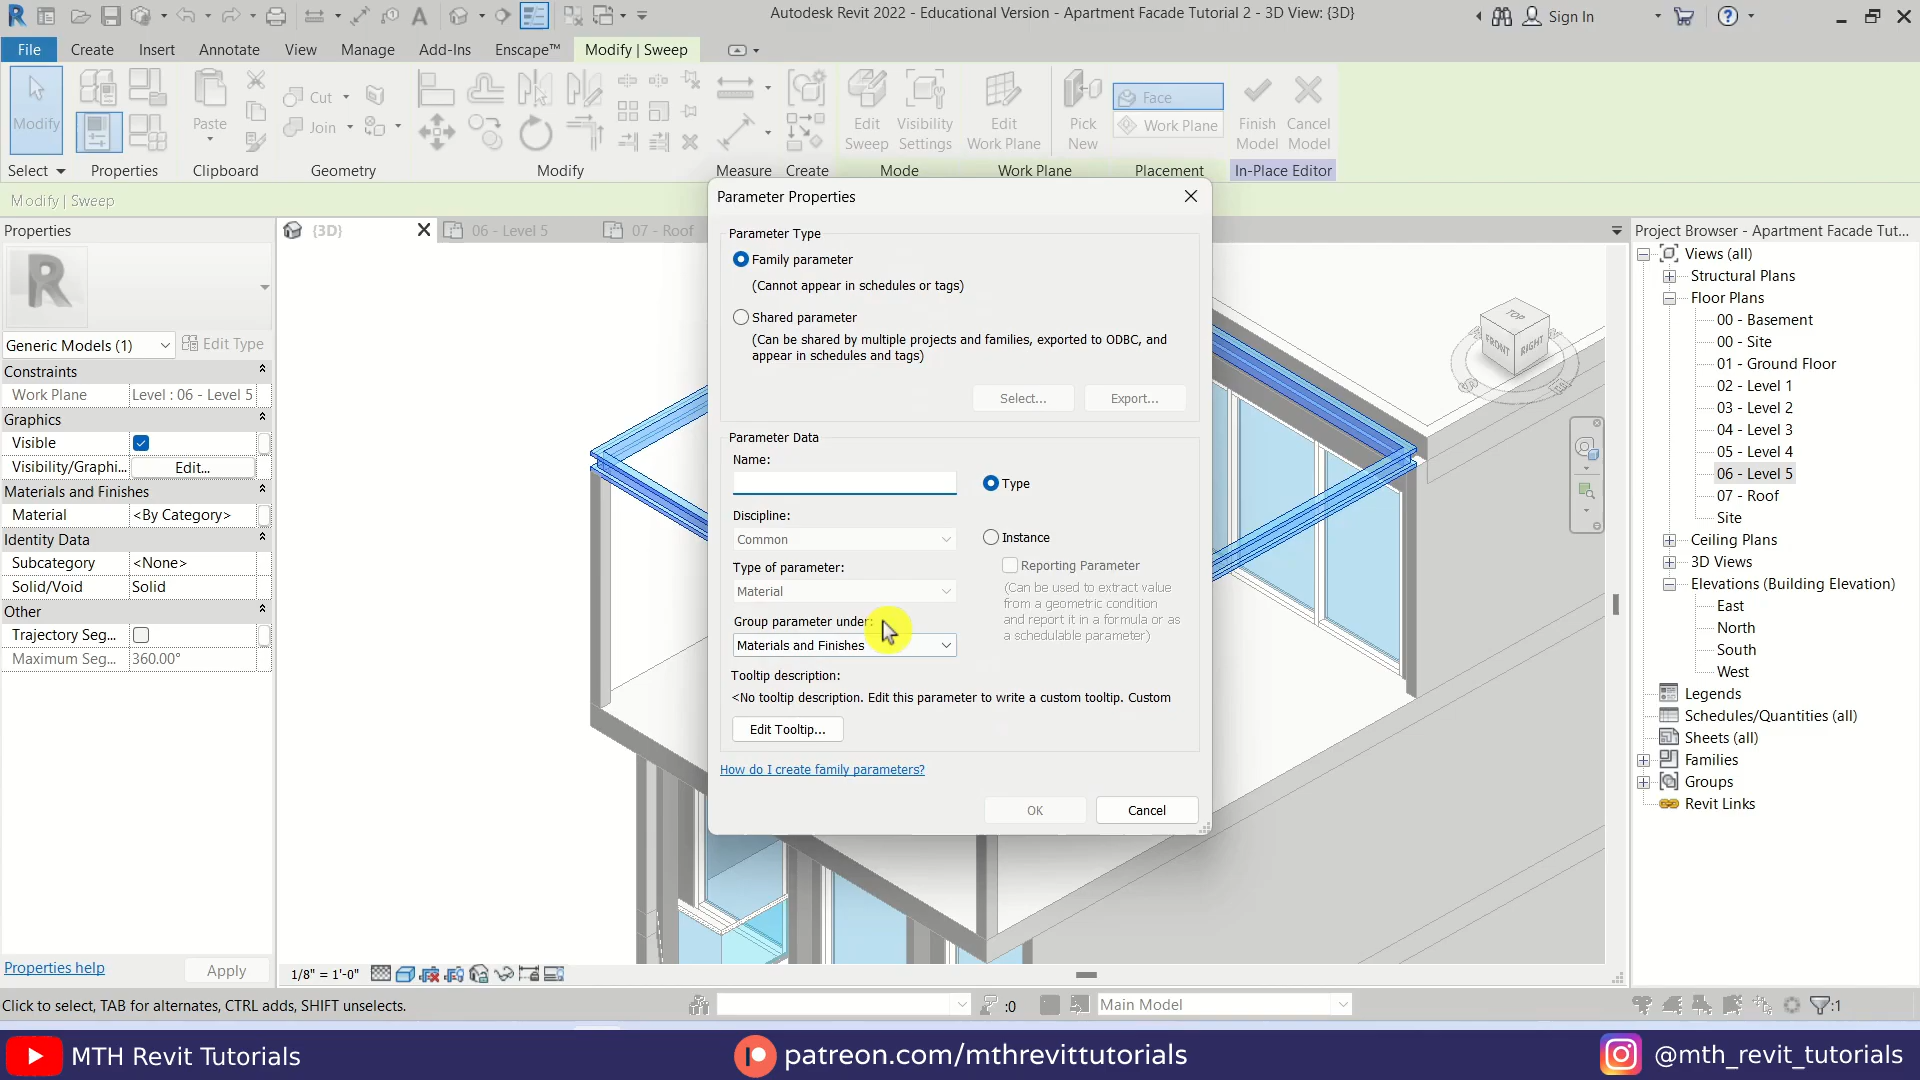 Autodesk Revit 2022 - Educational Version - Apartment Facade Tutorial 2 - 3D View: {3D}
Sign In
File
Create
Insert
Annotate
View
Manage
Add-Ins
Enscape™
Modify | Sweep
Modify
Paste
Cut
Join
Edit Sweep
Visibility Settings
Edit Work Plane
Pick New
Face
Work Plane
Finish Model
Cancel Model
Select
Properties
Clipboard
Geometry
Modify
Measure
Create
Mode
Work Plane
Placement
In-Place Editor
Modify | Sweep
Properties
Generic Models (1)
Edit Type
Constraints
Work Plane
Level : 06 - Level 5
Graphics
Visible
Visibility/Graphi...
Edit...
Materials and Finishes
Material
<By Category>
Identity Data
Subcategory
<None>
Solid/Void
Solid
Other
Trajectory Seg...
Maximum Seg...
360.00°
Properties help
Apply
{3D}
06 - Level 5
07 - Roof
TOP
FRONT
RIGHT
Parameter Properties
Parameter Type
Family parameter
(Cannot appear in schedules or tags)
Shared parameter
(Can be shared by multiple projects and families, exported to ODBC, and
appear in schedules and tags)
Select...
Export...
Parameter Data
Name:
Type
Discipline:
Common
Instance
Type of parameter:
Material
Reporting Parameter
(Can be used to extract value
from a geometric condition
and report it in a formula or as
a schedulable parameter)
Group parameter under:
Materials and Finishes
Tooltip description:
<No tooltip description. Edit this parameter to write a custom tooltip. Custom
Edit Tooltip...
How do I create family parameters?
OK
Cancel
Project Browser - Apartment Facade Tut...
Views (all)
Structural Plans
Floor Plans
00 - Basement
00 - Site
01 - Ground Floor
02 - Level 1
03 - Level 2
04 - Level 3
05 - Level 4
06 - Level 5
07 - Roof
Site
Ceiling Plans
3D Views
Elevations (Building Elevation)
East
North
South
West
Legends
Schedules/Quantities (all)
Sheets (all)
Families
Groups
Revit Links
1/8" = 1'-0"
Click to select, TAB for alternates, CTRL adds, SHIFT unselects.
:0
Main Model
:1
MTH Revit Tutorials
patreon.com/mthrevittutorials
@mth_revit_tutorials